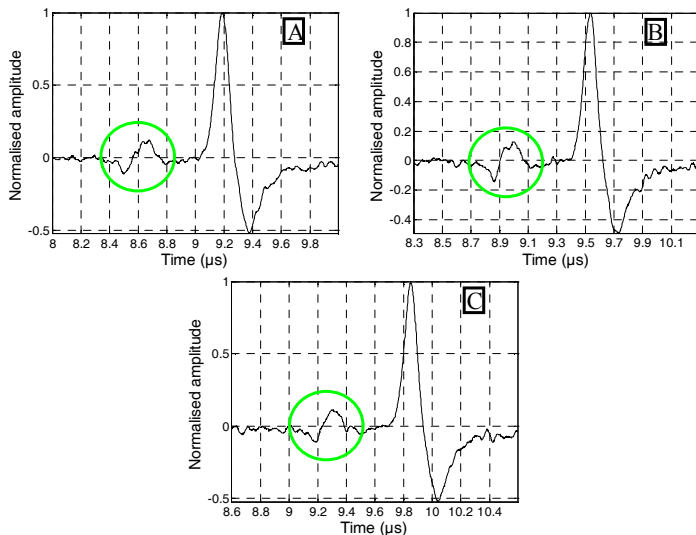 A
Normalised amplitude
1
0.5
0
-0.5
8 8.2 8.4 8.6 8.8 9 9.2 9.4 9.6 9.8
Time (µs)
B
Normalised amplitude
1
0.8
0.6
0.4
0.2
0
-0.2
-0.4
8.3 8.5 8.7 8.9 9.1 9.3 9.5 9.7 9.9 10.1
Time (µs)
C
Normalised amplitude
1
0.5
0
-0.5
8.6 8.8 9 9.2 9.4 9.6 9.8 10 10.2 10.4
Time (µs)